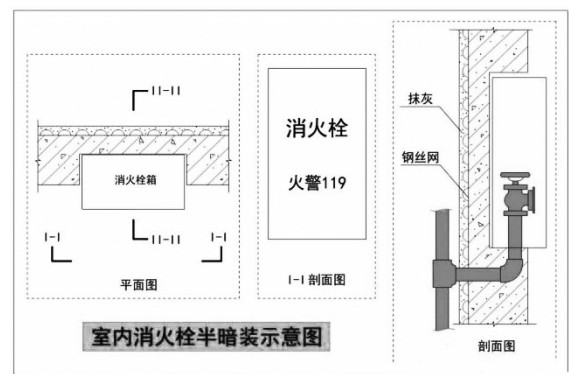 II-II
消火栓箱
I-I
II-II
I-I
平面图
消火栓
火警119
I-I 剖面图
抹灰
钢丝网
剖面图
室内消火栓半暗装示意图